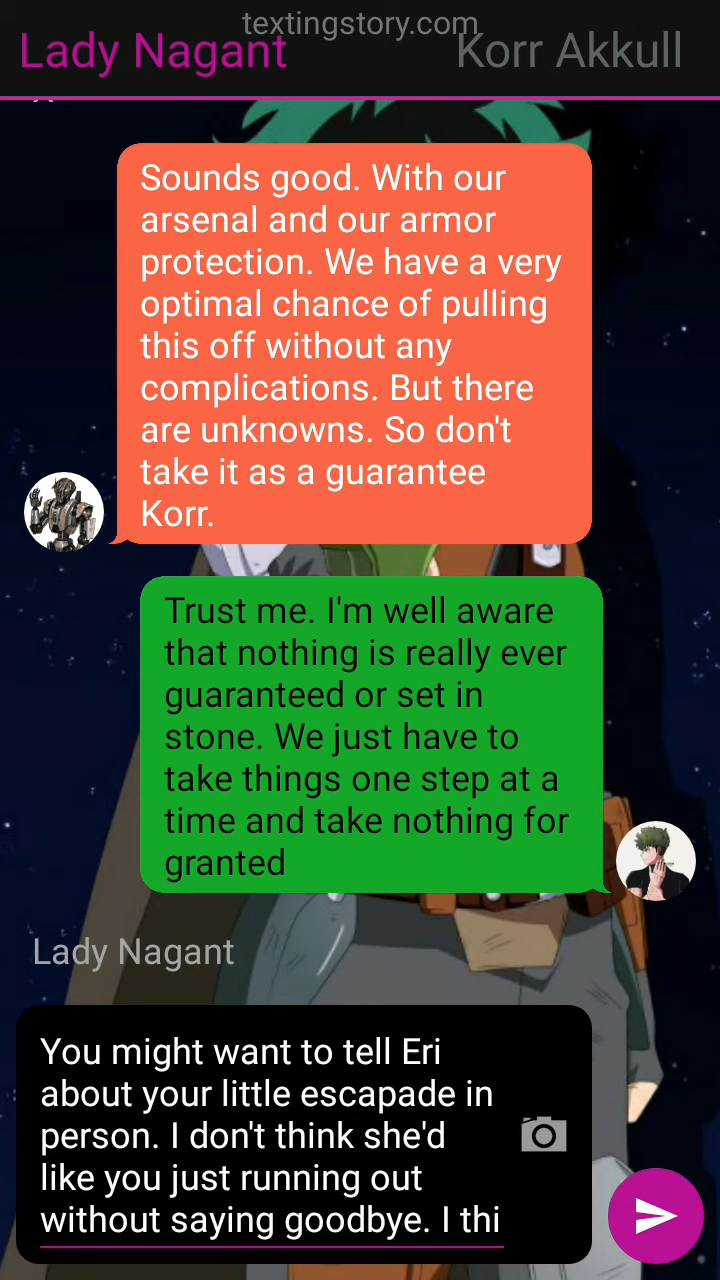 textingstory.com
Lady Nagant
Korr Akkull
Sounds good. With our
arsenal and our armor
protection. We have a very
optimal chance of pulling
this off without any
complications. But there
are unknowns. So don't
take it as a guarantee
Korr.
Trust me. I'm well aware
that nothing is really ever
guaranteed or set in
stone. We just have to
take things one step at a
time and take nothing for
granted
Lady Nagant
You might want to tell Eri
about your little escapade in
person. I don't think she'd
like you just running out
without saying goodbye. I thi